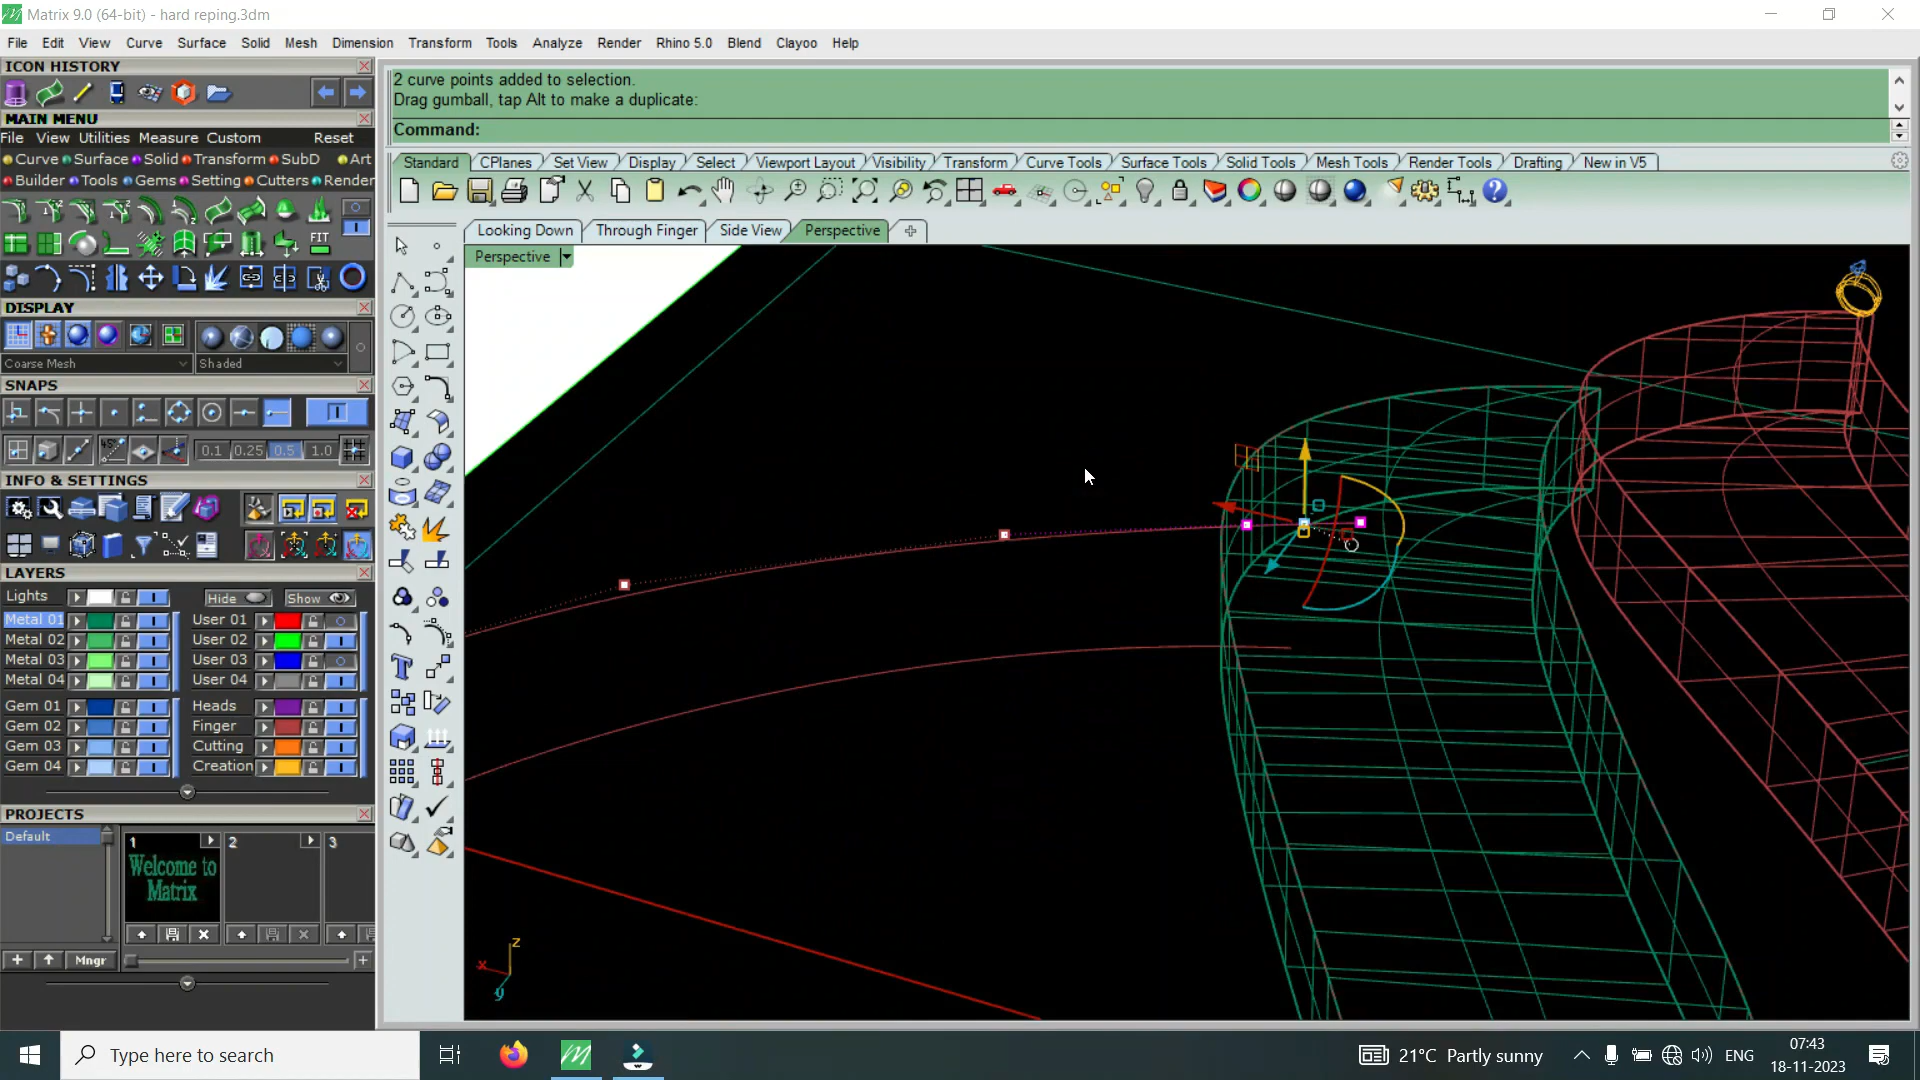 Matrix 9.0 (64-bit) - hard reping.3dm
File Edit View Curve Surface Solid Mesh Dimension Transform Tools Analyze Render Rhino 5.0 Blend Clayoo Help
ICON HISTORY
MAIN MENU
File View Utilities Measure Custom Reset
Curve Surface Solid Transform SubD Art
Builder Tools Gems Setting Cutters Render
FIT
DISPLAY
Coarse Mesh Shaded
SNAPS
0.1 0.25 0.5 1.0
INFO & SETTINGS
LAYERS
Lights Hide Show
Metal 01 User 01
Metal 02 User 02
Metal 03 User 03
Metal 04 User 04
Gem 01 Heads
Gem 02 Finger
Gem 03 Cutting
Gem 04 Creation
PROJECTS
Default
1 2 3
Welcome to
Matrix
Mngr
2 curve points added to selection.
Drag gumball, tap Alt to make a duplicate:
Command:
Standard CPlanes Set View Display Select Viewport Layout Visibility Transform Curve Tools Surface Tools Solid Tools Mesh Tools Render Tools Drafting New in V5
Looking Down Through Finger Side View Perspective
Perspective
z
x
y
Type here to search
21°C Partly sunny
ENG
07:43
18-11-2023